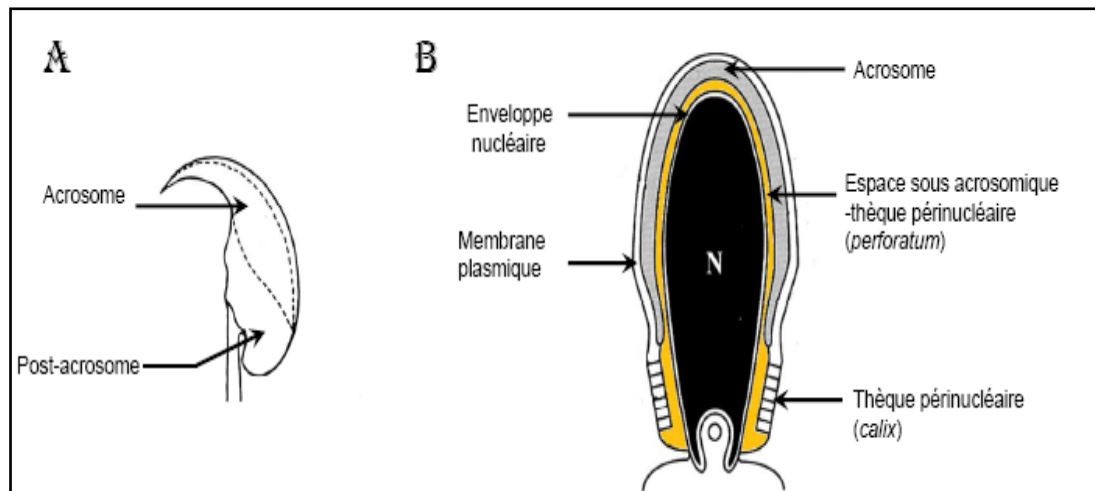 A
Acrosome
Post-acrosome
B
Enveloppe
nucléaire
Membrane
plasmique
N
Acrosome
Espace sous acrosomique
-thèque périnucléaire
(perforatum)
Thèque périnucléaire
(calix)